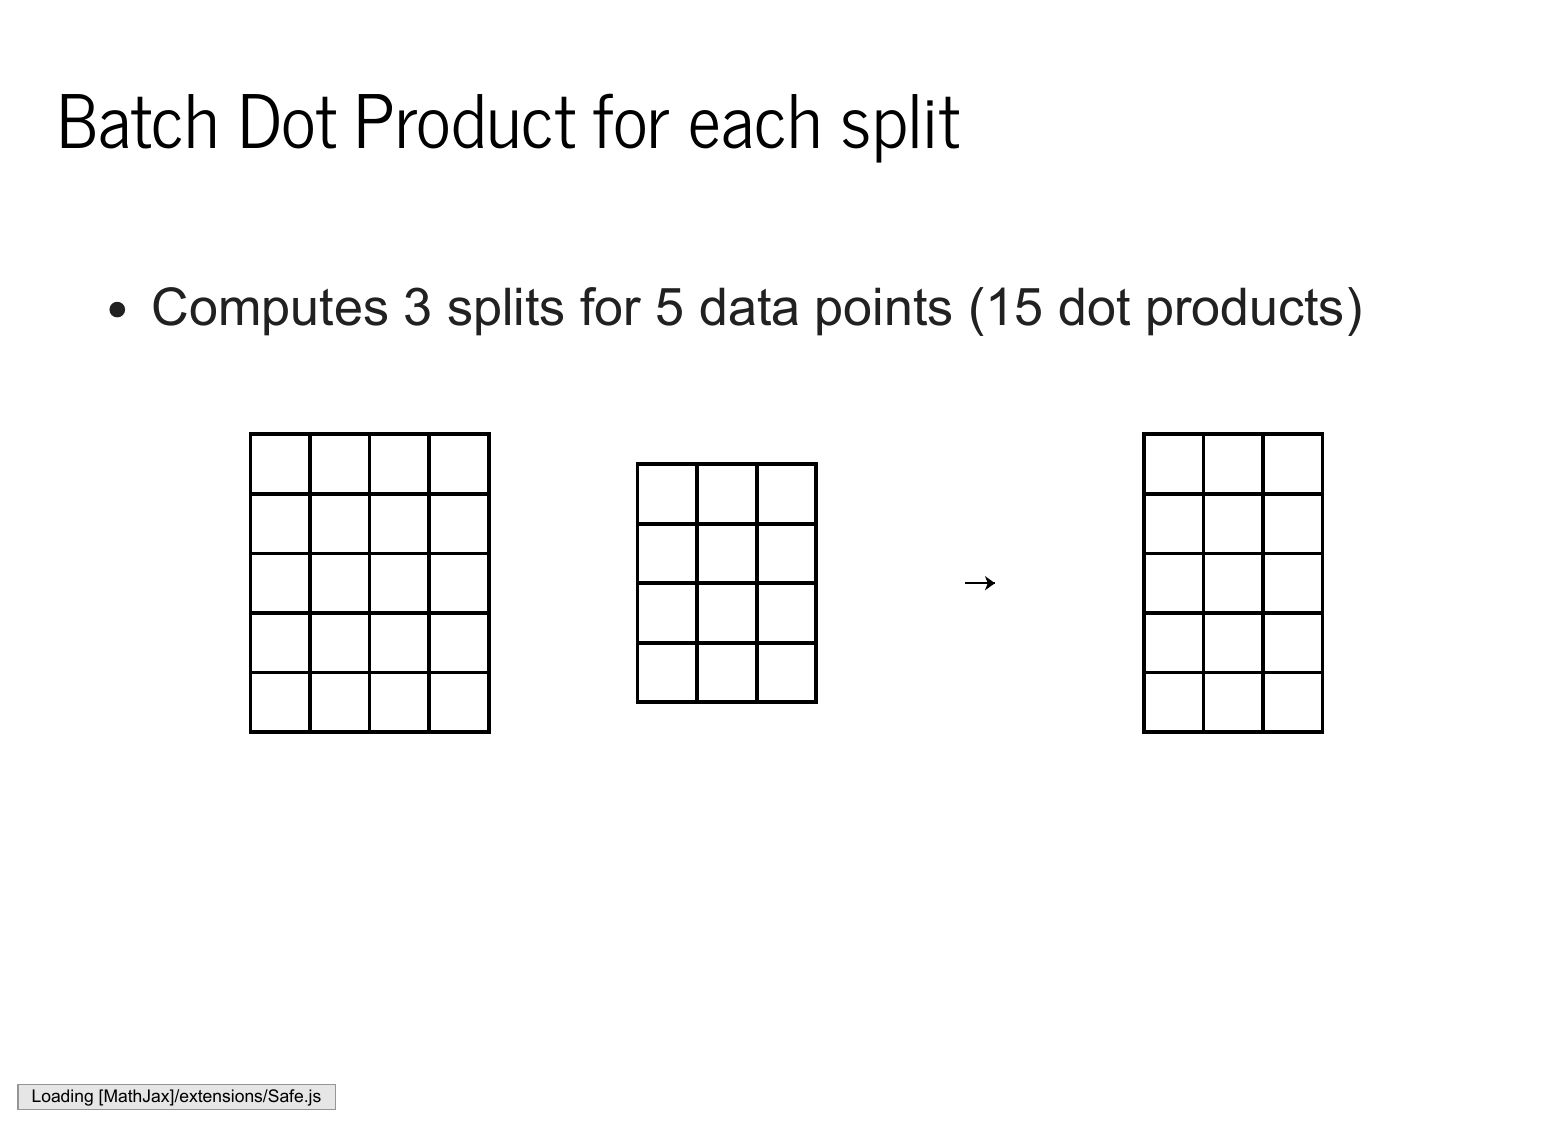 Batch Dot Product for each split
• Computes 3 splits for 5 data points (15 dot products)
→
Loading [MathJax]/extensions/Safe.js